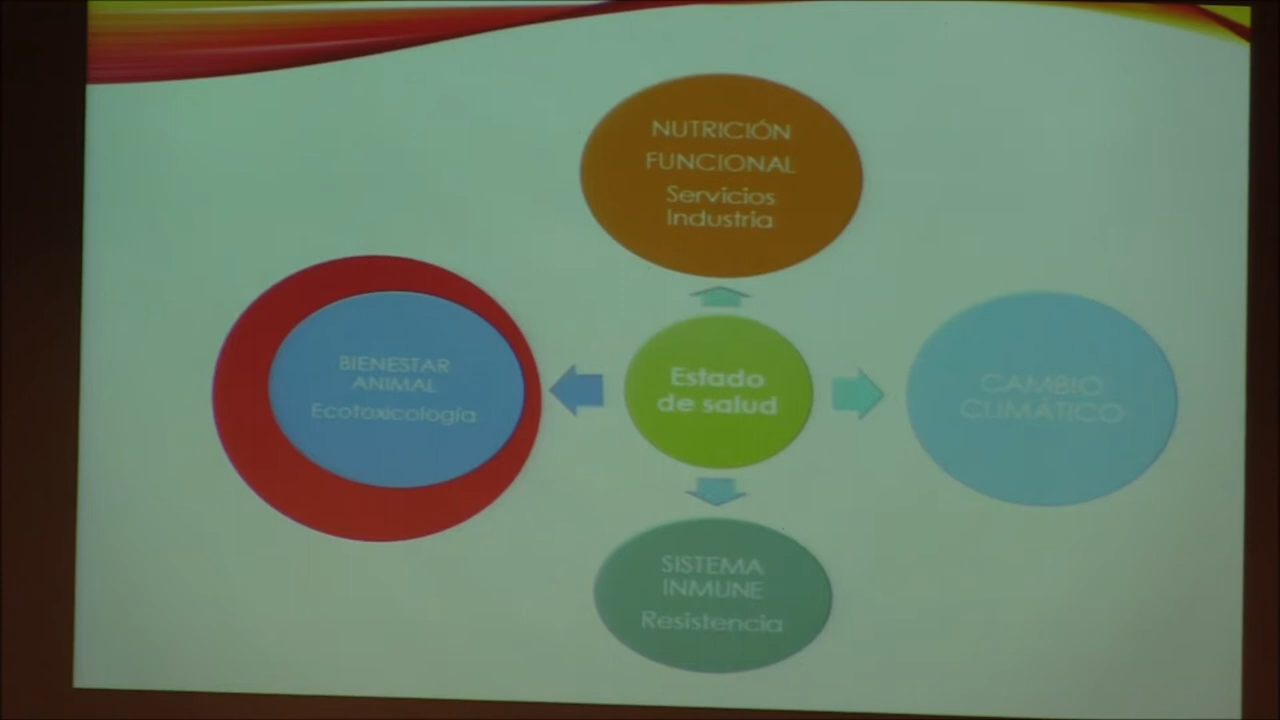 NUTRICIÓN
FUNCIONAL
Servicios
Industria
BIENESTAR
ANIMAL
Ecotoxicología
Estado
de salud
CAMBIO
CLIMÁTICO
SISTEMA
INMUNE
Resistencia